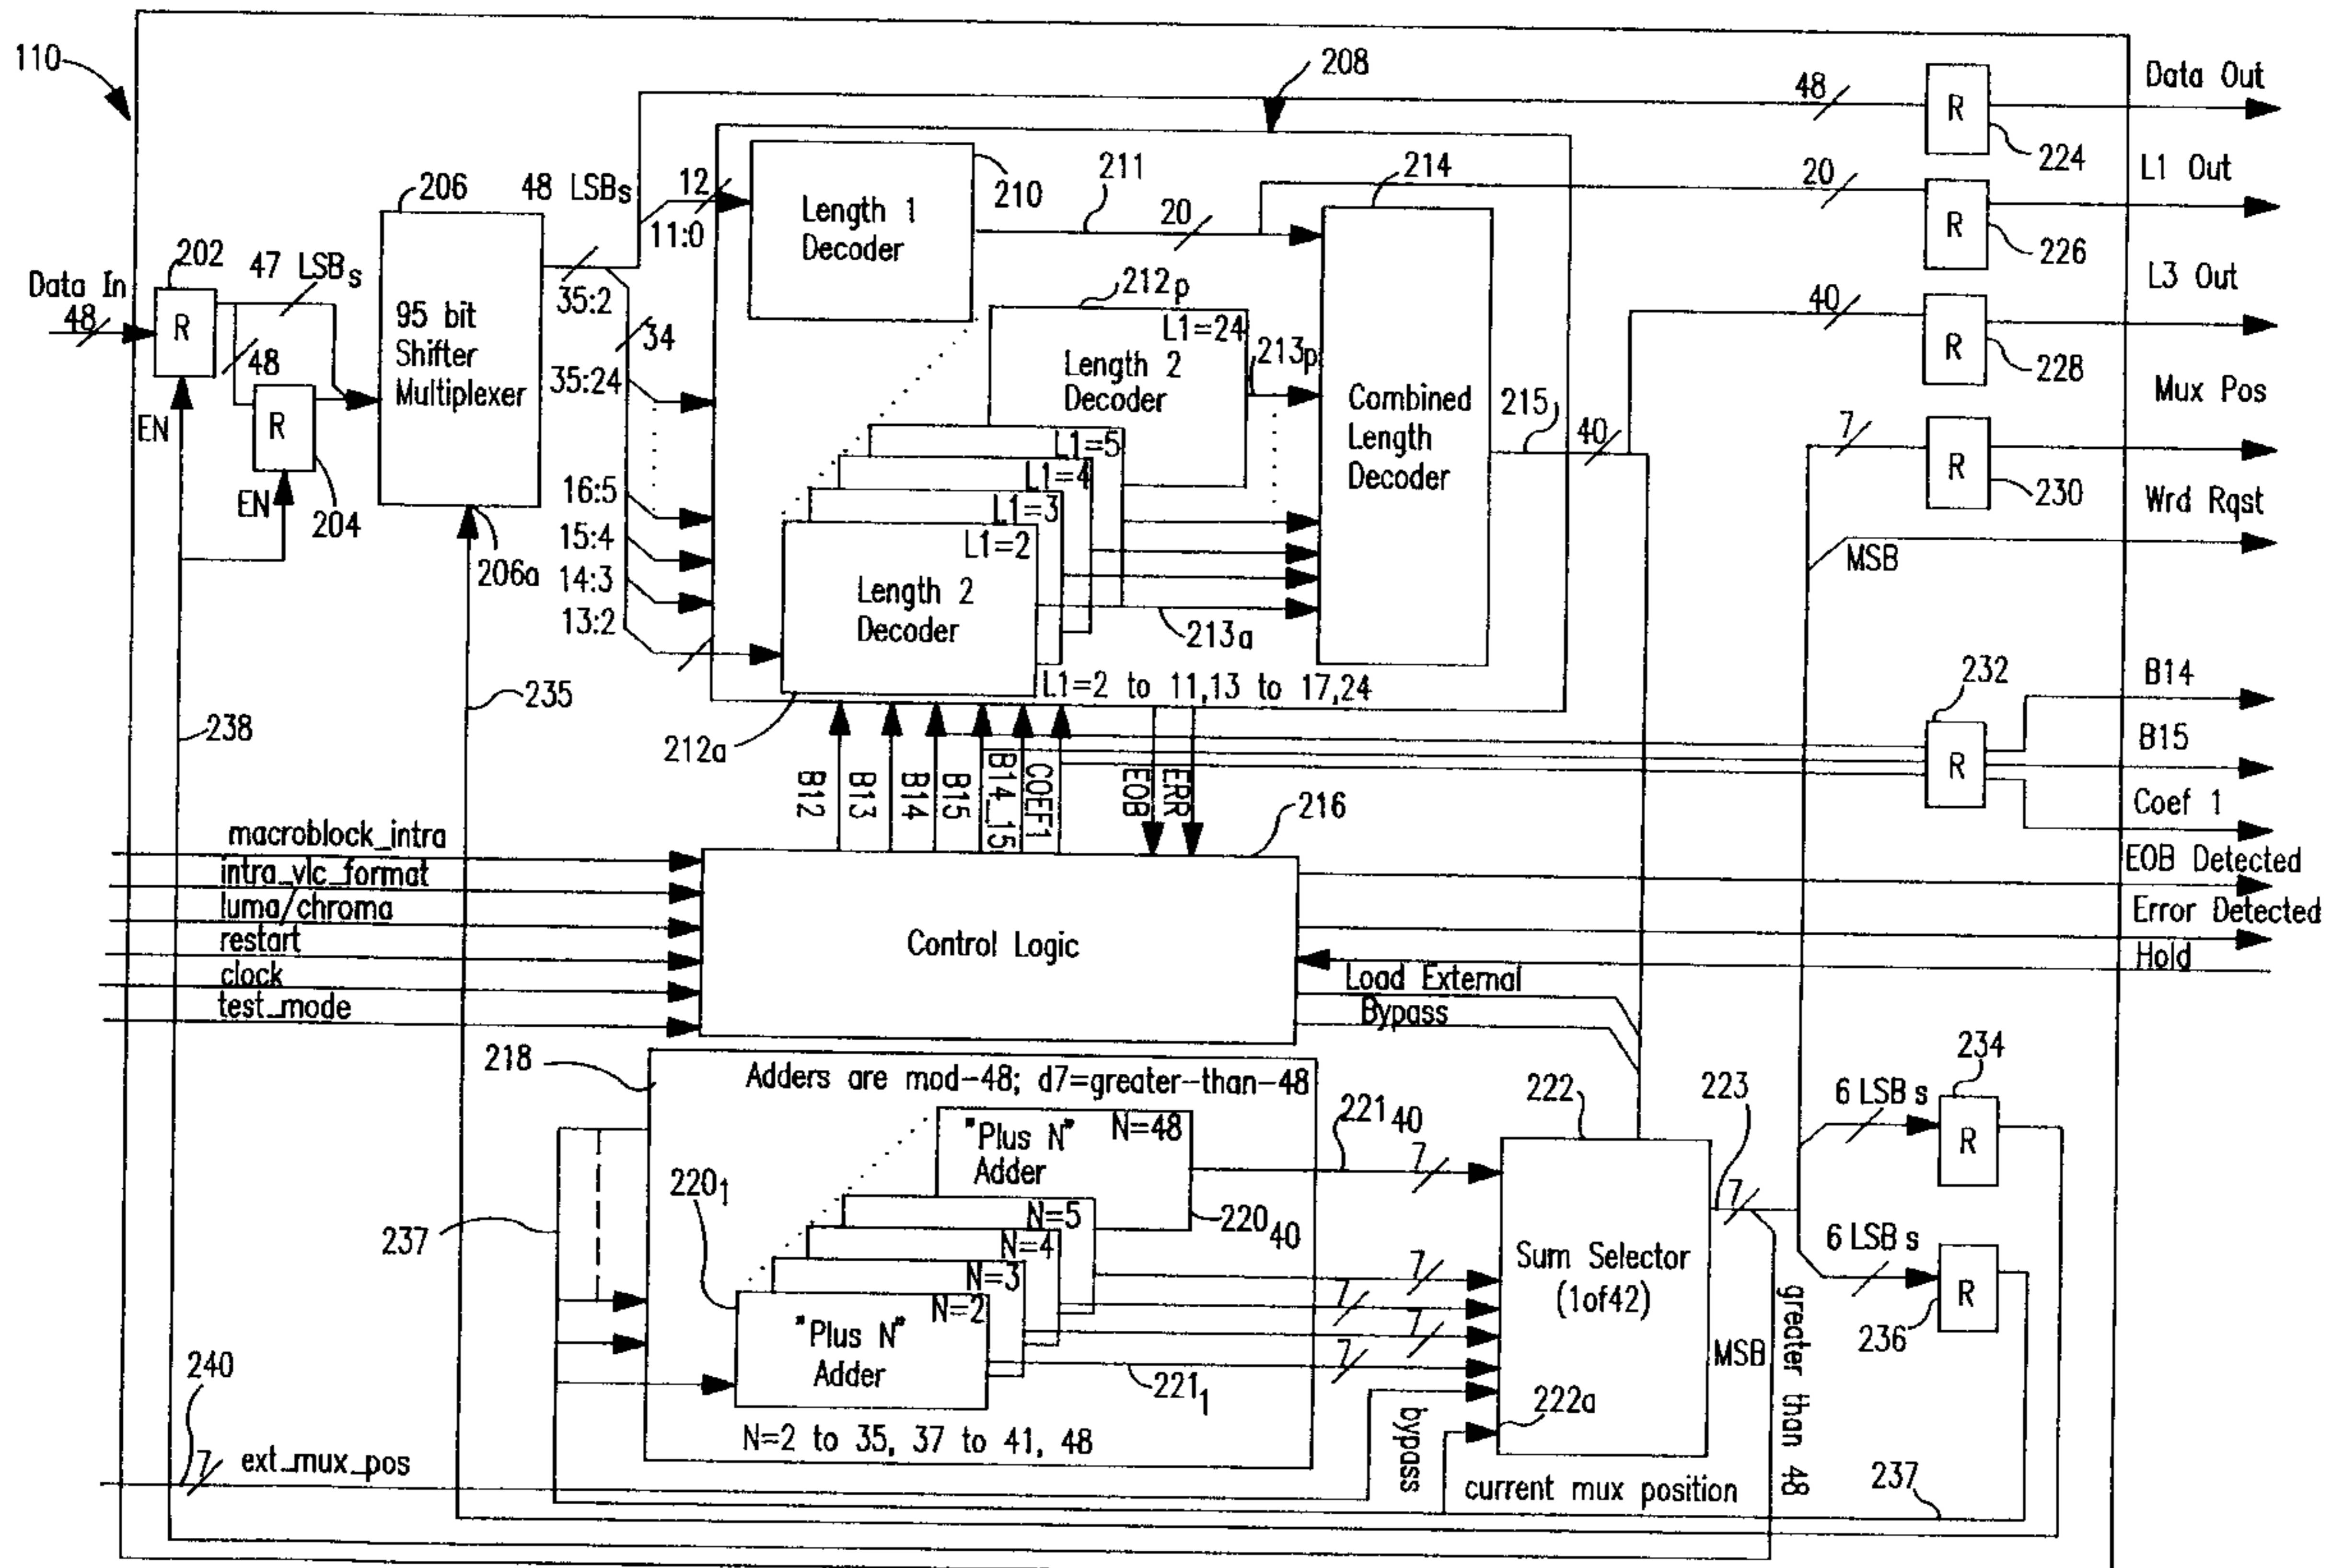 110
208
Data Out
48
R
224
206
48 LSBs
12
11:0
Length 1
Decoder
210
211
20
214
20
L1 Out
R
226
202
47 LSBs
Data In
48
R
48
EN
R
EN
204
95 bit
Shifter
Multiplexer
206a
35:2
34
35:24
16:5
15:4
14:3
13:2
212p
L1=24
Length 2
Decoder
213p
L1=5
L1=4
L1=3
L1=2
Length 2
Decoder
213a
Combined
Length
Decoder
215
40
40
L3 Out
R
228
Mux Pos
7
R
230
Wrd Rqst
MSB
L1=2 to 11,13 to 17,24
212a
235
238
B12
B13
B14
B15
B14_15
COEF1
EOB
ERR
232
R
B14
B15
Coef 1
216
macroblock_intra
intra_vlc_format
luma/chroma
restart
clock
test_mode
Control Logic
EOB Detected
Error Detected
Hold
Load External
Bypass
218
Adders are mod-48; d7=greater-than-48
"Plus N"
Adder
N=48
220₁
220₄₀
221₄₀
7
N=5
N=4
N=3
N=2
"Plus N"
Adder
7
7
7
7
221₁
N=2 to 35, 37 to 41, 48
237
240
7
ext_mux_pos
222
Sum Selector
(1of42)
222a
bypass
current mux position
223
7
MSB
greater than 48
6 LSBs
234
R
6 LSBs
R
236
237